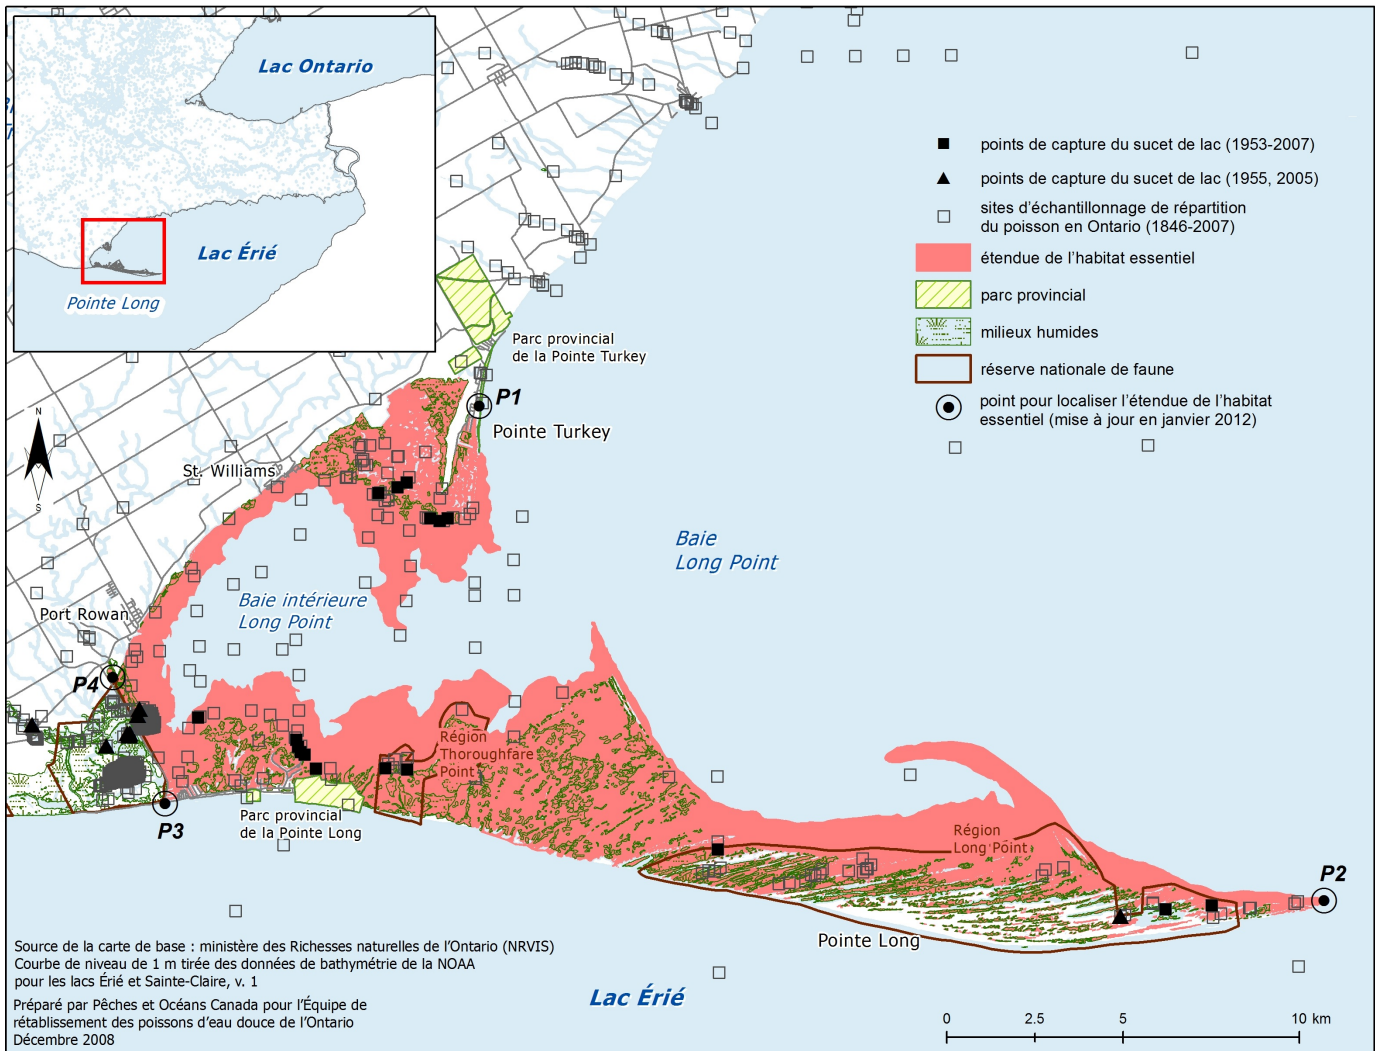 Lac Ontario
Lac Érié
Pointe Long
points de capture du sucet de lac (1953-2007)
points de capture du sucet de lac (1955, 2005)
sites d'échantillonnage de répartition
du poisson en Ontario (1846-2007)
étendue de l'habitat essentiel
parc provincial
milieux humides
réserve nationale de faune
point pour localiser l'étendue de l'habitat
essentiel (mise à jour en janvier 2012)
Parc provincial
de la Pointe Turkey
P1
Pointe Turkey
N
S
St. Williams
Baie
Long Point
Baie intérieure
Long Point
Port Rowan
P4
Région
Thoroughfare
Point
P3
Parc provincial
de la Pointe Long
Région
Long Point
P2
Pointe Long
Lac Érié
Source de la carte de base : ministère des Richesses naturelles de l'Ontario (NRVIS)
Courbe de niveau de 1 m tirée des données de bathymétrie de la NOAA
pour les lacs Érié et Sainte-Claire, v. 1
Préparé par Pêches et Océans Canada pour l'Équipe de
rétablissement des poissons d'eau douce de l'Ontario
Décembre 2008
0 2.5 5 10 km